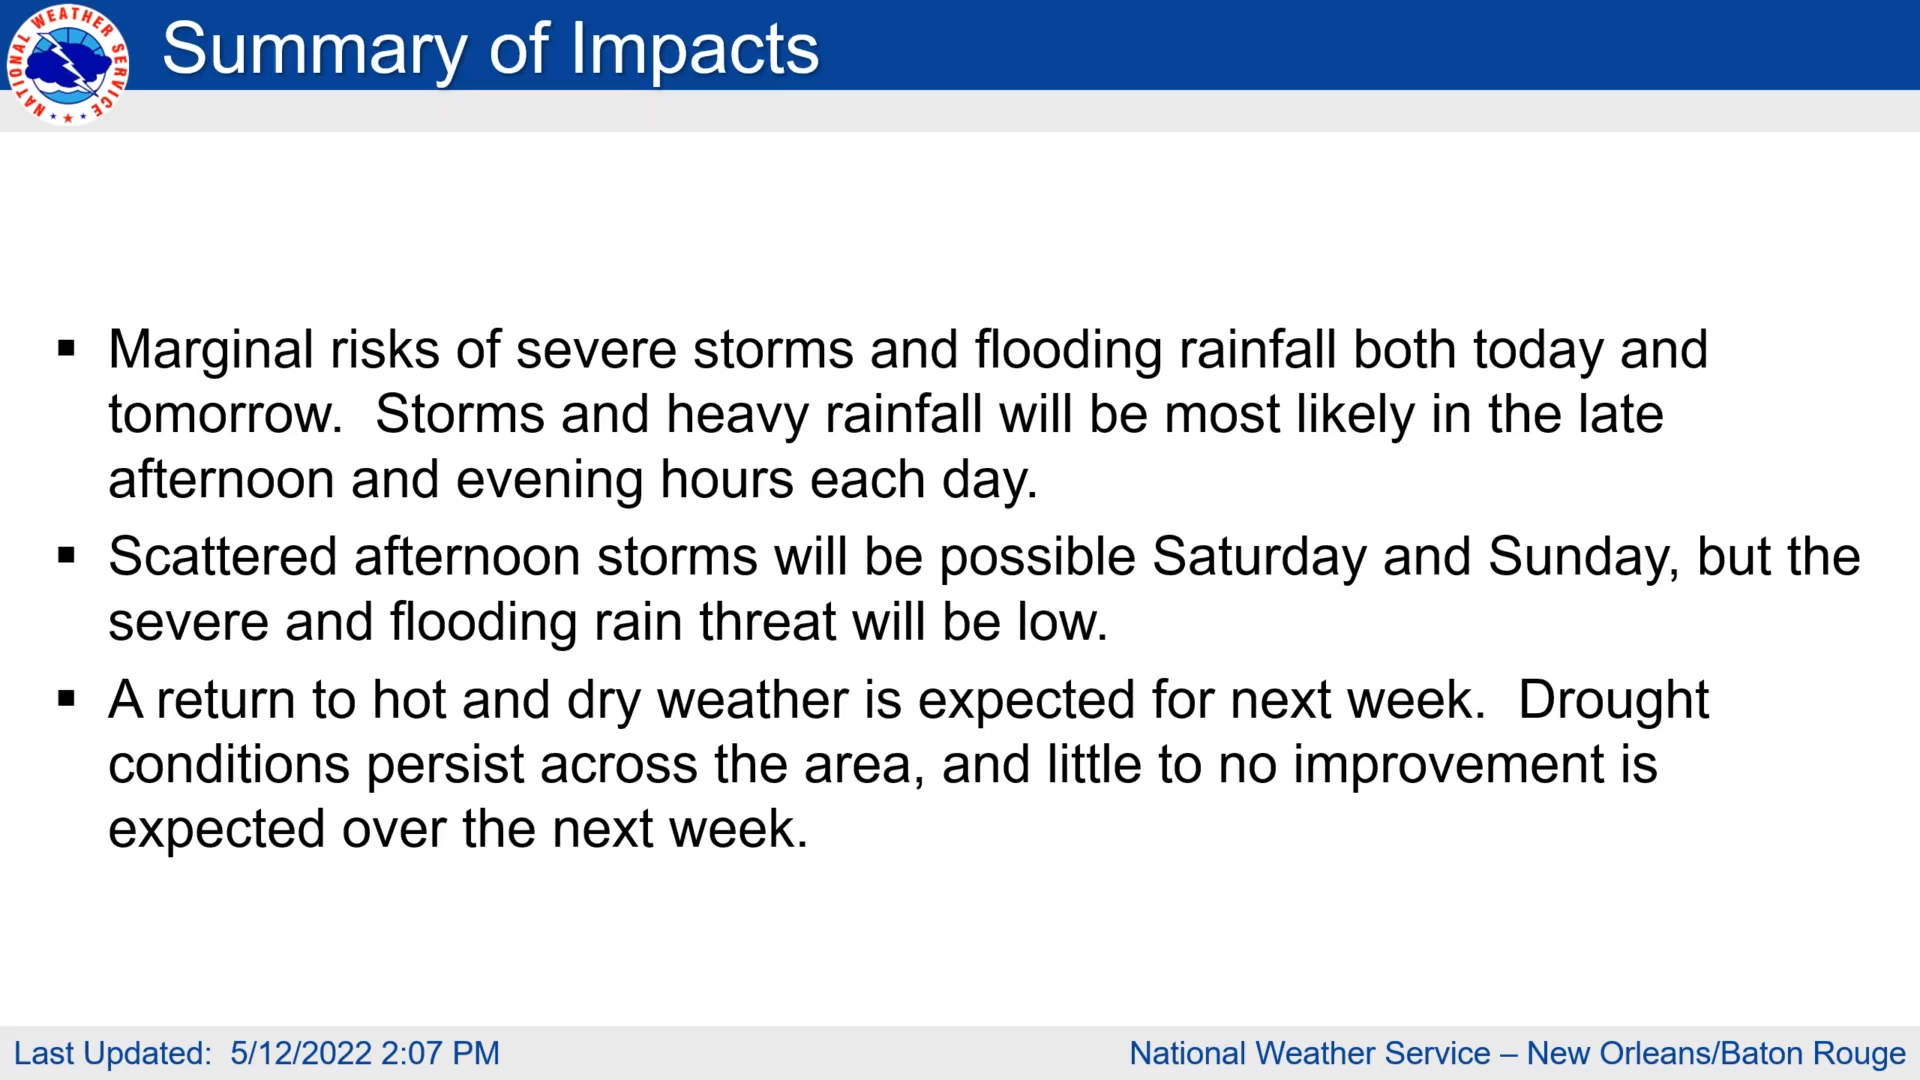 NATIONAL WEATHER SERVICE
Summary of Impacts
▪ Marginal risks of severe storms and flooding rainfall both today and
tomorrow.  Storms and heavy rainfall will be most likely in the late
afternoon and evening hours each day.
▪ Scattered afternoon storms will be possible Saturday and Sunday, but the
severe and flooding rain threat will be low.
▪ A return to hot and dry weather is expected for next week.  Drought
conditions persist across the area, and little to no improvement is
expected over the next week.
Last Updated:  5/12/2022 2:07 PM
National Weather Service – New Orleans/Baton Rouge